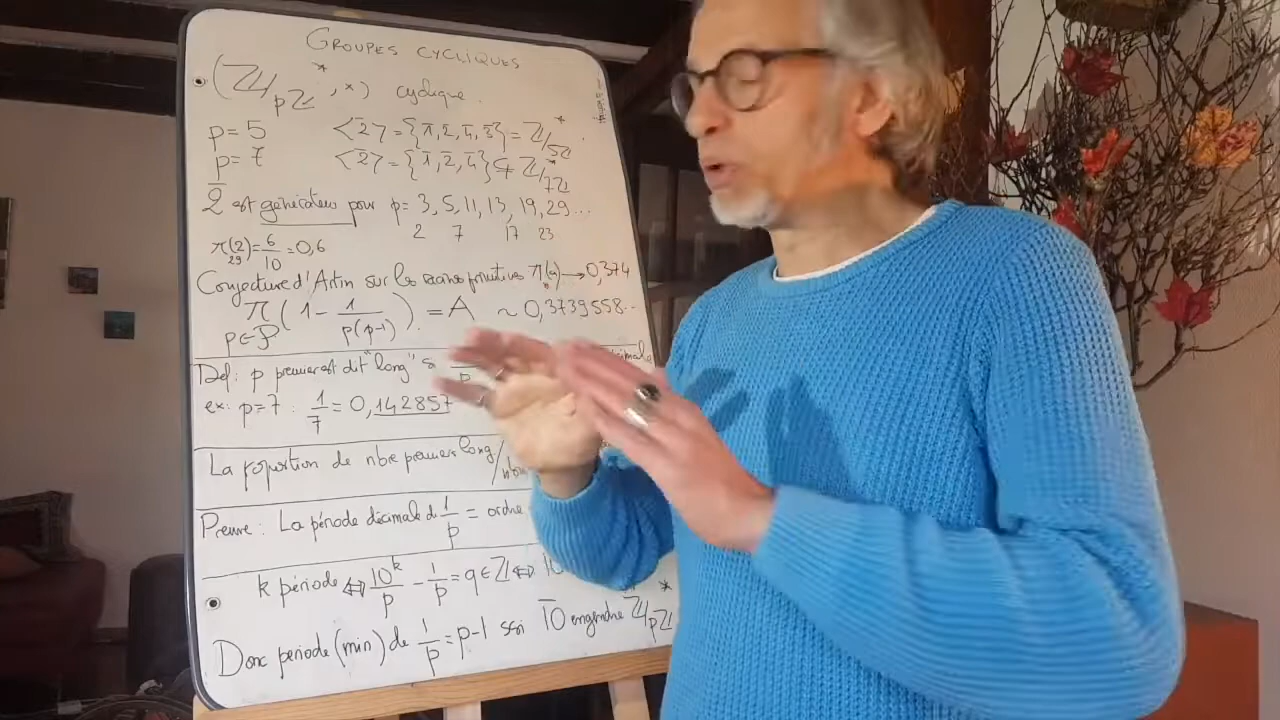 GROUPES CYCLIQUES
(ℤ/pℤ*, ×) cyclique.
p=5 <2̄> = {1̄, 2̄, 4̄, 3̄} = ℤ/5ℤ*
p=7 <2̄> = {1̄, 2̄, 4̄} ⊊ ℤ/7ℤ*
2̄ est générateur pour p= 3, 5, 11, 13, 19, 29...
2 7 17 23
π(2)=6/10=0,6
29
Conjecture d'Artin sur les racines primitives π(a) → 0,374
π (1 - 1/p(p-1)) = A ~ 0,3739558...
p∈P
Def: p premier est dit "long" si
ex: p=7 : 1/7 = 0,142857
La proportion de nbre premiers long/
Preuve: La période décimale d 1/p = ordre
k période ⇔ 10^k/p - 1/p = q ∈ ℤ ⇔ 10
Donc période (min) de 1/p = p-1 ssi 1̄0̄ engendre ℤ/pℤ*